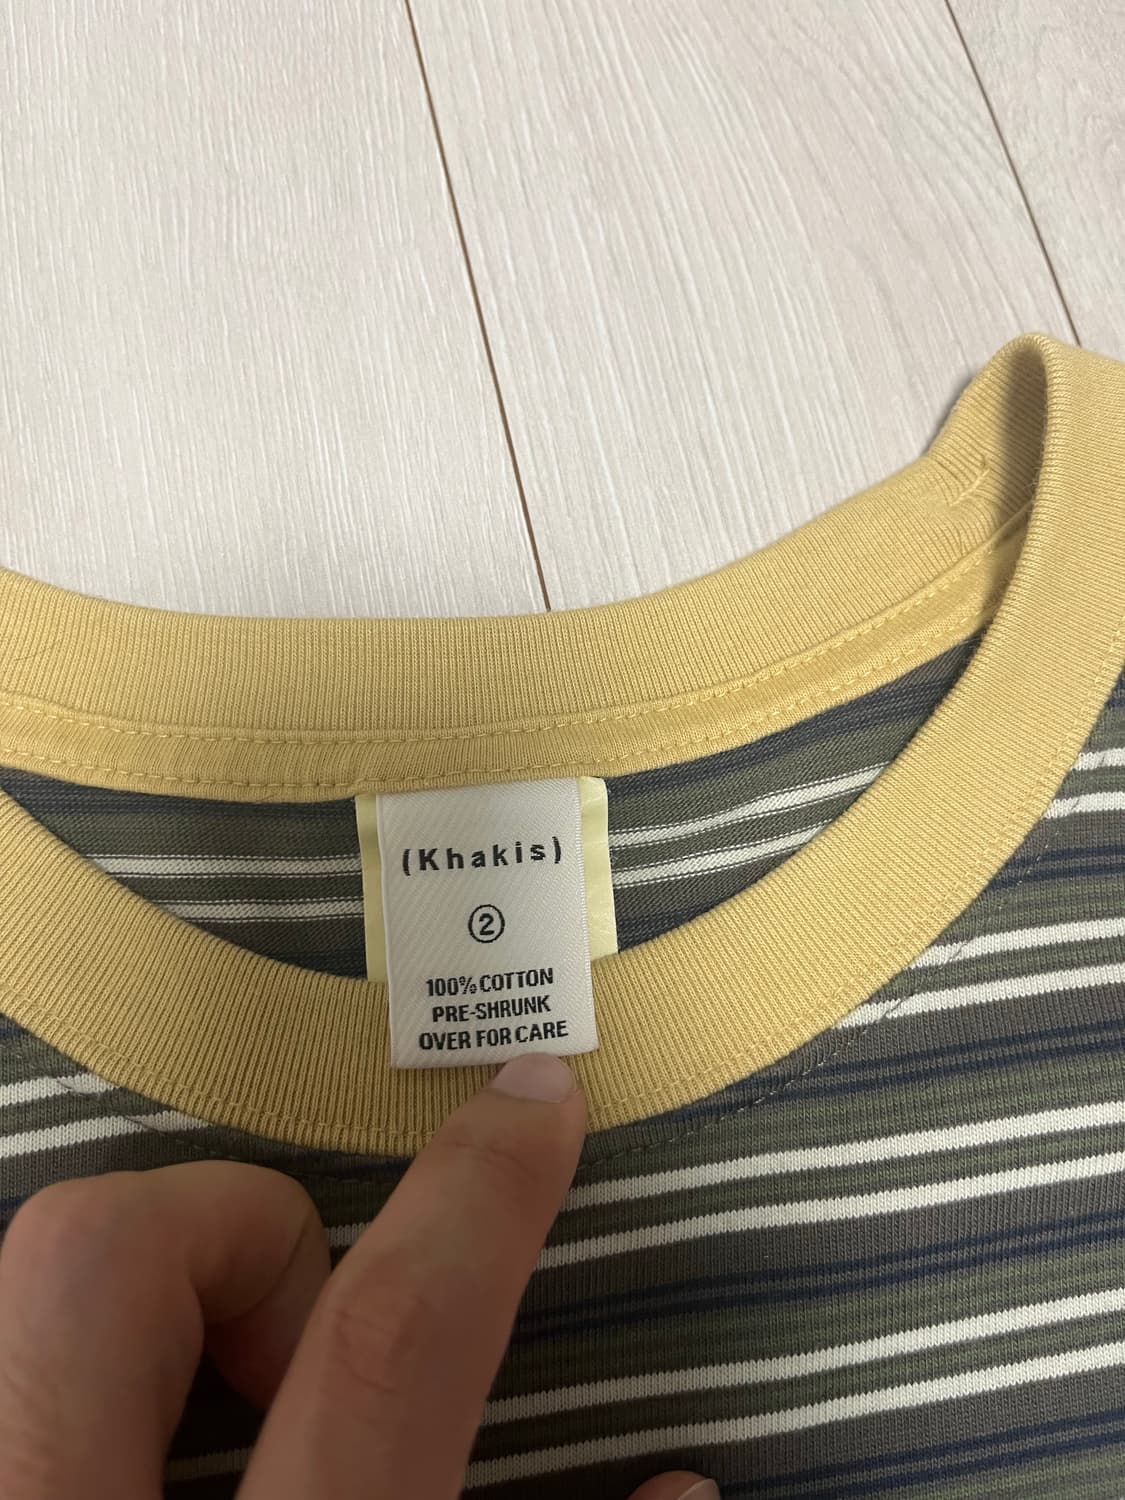 (Khakis)
②
100% COTTON
PRE-SHRUNK
OVER FOR CARE